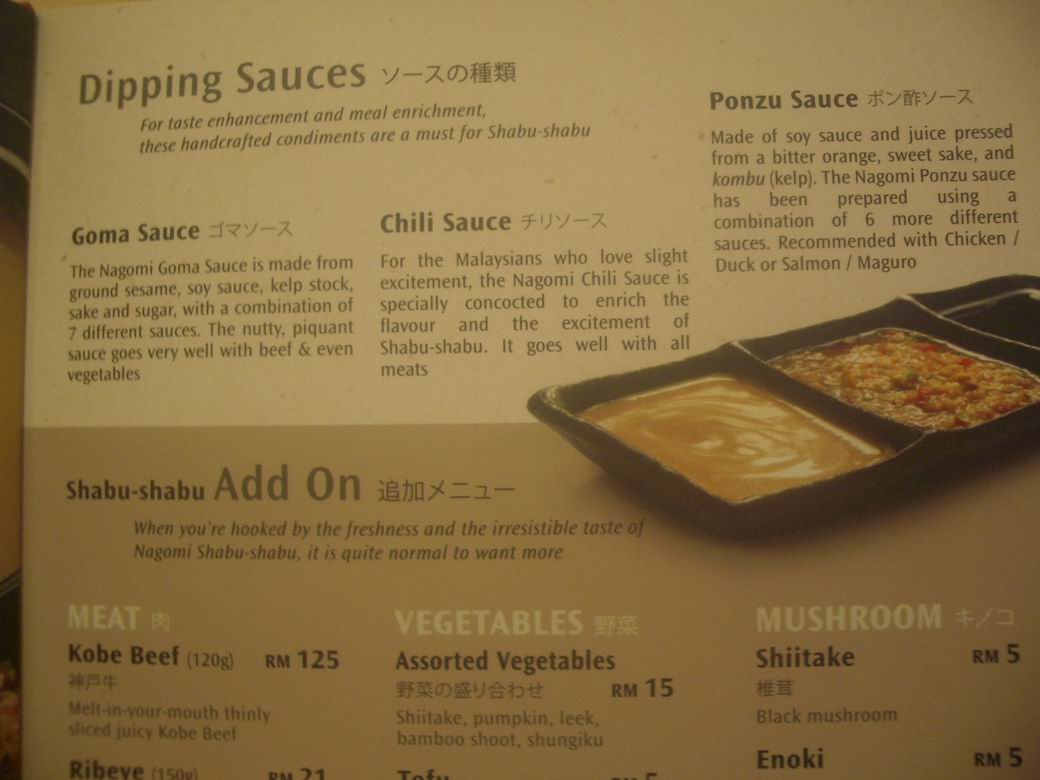 Dipping Sauces ソースの種類
For taste enhancement and meal enrichment,
these handcrafted condiments are a must for Shabu-shabu
Goma Sauce ゴマソース
The Nagomi Goma Sauce is made from
ground sesame, soy sauce, kelp stock,
sake and sugar, with a combination of
7 different sauces. The nutty, piquant
sauce goes very well with beef & even
vegetables
Chili Sauce チリソース
For the Malaysians who love slight
excitement, the Nagomi Chili Sauce is
specially concocted to enrich the
flavour and the excitement of
Shabu-shabu. It goes well with all
meats
Ponzu Sauce ポン酢ソース
Made of soy sauce and juice pressed
from a bitter orange, sweet sake, and
kombu (kelp). The Nagomi Ponzu sauce
has been prepared using a
combination of 6 more different
sauces. Recommended with Chicken /
Duck or Salmon / Maguro
Shabu-shabu Add On 追加メニュー
When you're hooked by the freshness and the irresistible taste of
Nagomi Shabu-shabu, it is quite normal to want more
MEAT 肉
Kobe Beef (120g) RM 125
神戸牛
Melt-in-your-mouth thinly
sliced juicy Kobe Beef
Ribeye (150g) RM 21
VEGETABLES 野菜
Assorted Vegetables
野菜の盛り合わせ RM 15
Shiitake, pumpkin, leek,
bamboo shoot, shungiku
Tofu RM 5
MUSHROOM キノコ
Shiitake RM 5
椎茸
Black mushroom
Enoki RM 5